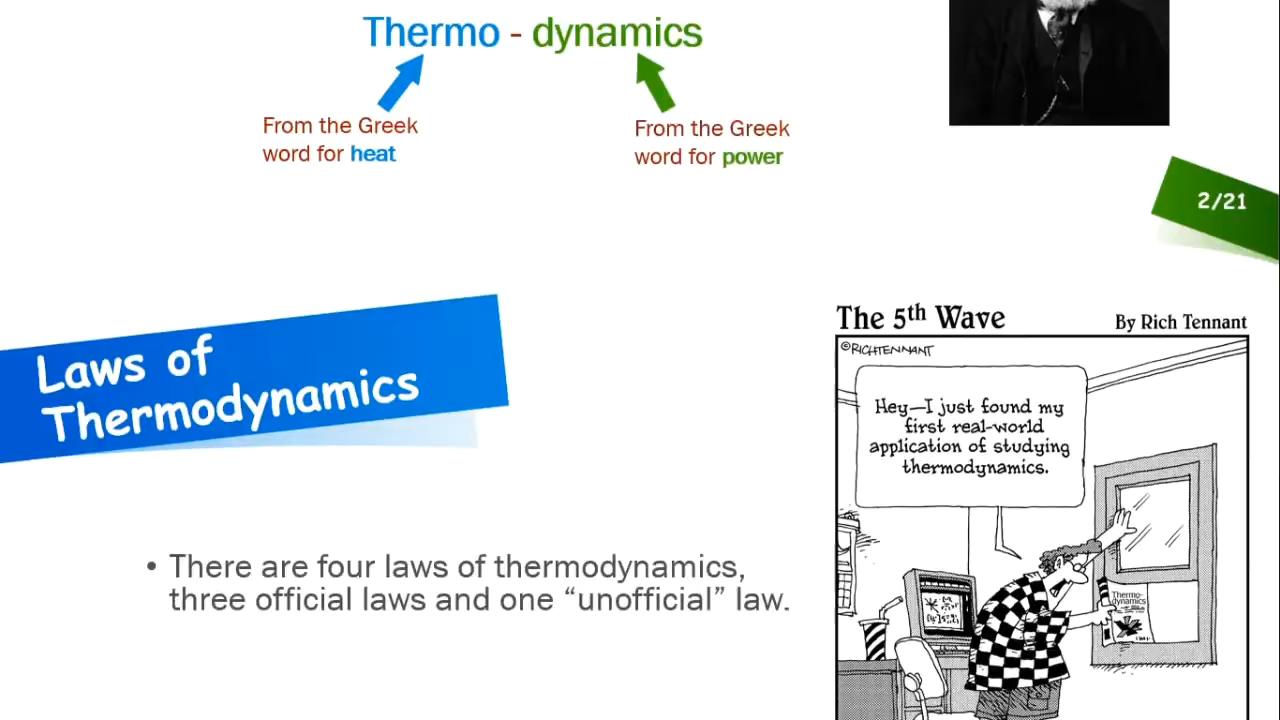 Thermo - dynamics
From the Greek
word for heat
From the Greek
word for power
2/21
Laws of
Thermodynamics
• There are four laws of thermodynamics,
three official laws and one “unofficial” law.
The 5th Wave
By Rich Tennant
©RICHTENNANT
Hey—I just found my
first real-world
application of studying
thermodynamics.
Thermo-
dynamics